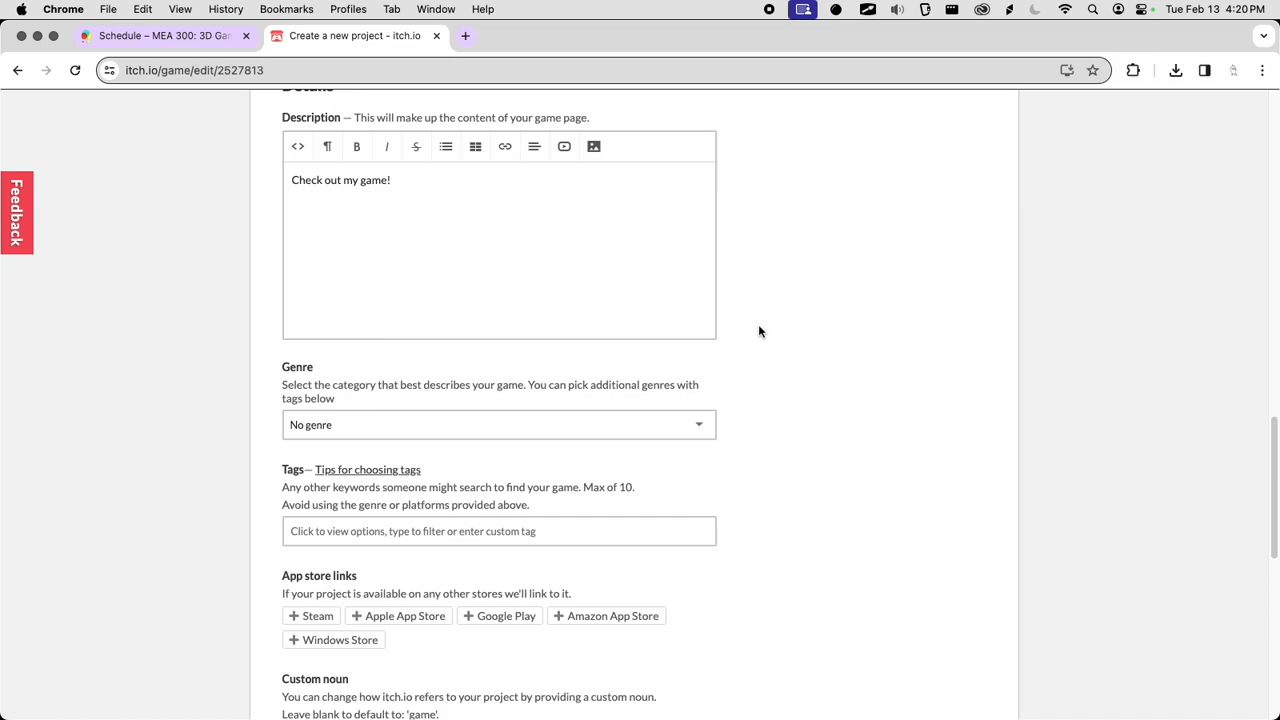 Chrome File Edit View History Bookmarks Profiles Tab Window Help Tue Feb 13 4:20 PM
Schedule – MEA 300: 3D Gam
Create a new project - itch.io
itch.io/game/edit/2527813
Details
Description — This will make up the content of your game page.
B I S
Check out my game!
Feedback
Genre
Select the category that best describes your game. You can pick additional genres with
tags below
No genre
Tags— Tips for choosing tags
Any other keywords someone might search to find your game. Max of 10.
Avoid using the genre or platforms provided above.
Click to view options, type to filter or enter custom tag
App store links
If your project is available on any other stores we'll link to it.
Steam Apple App Store Google Play Amazon App Store
Windows Store
Custom noun
You can change how itch.io refers to your project by providing a custom noun.
Leave blank to default to: 'game'.